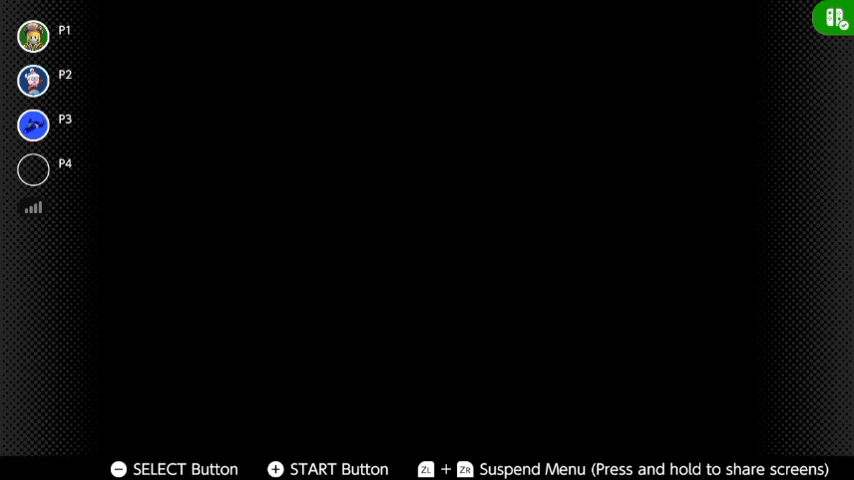 P1
P2
P3
P4
− SELECT Button + START Button ZL + ZR Suspend Menu (Press and hold to share screens)